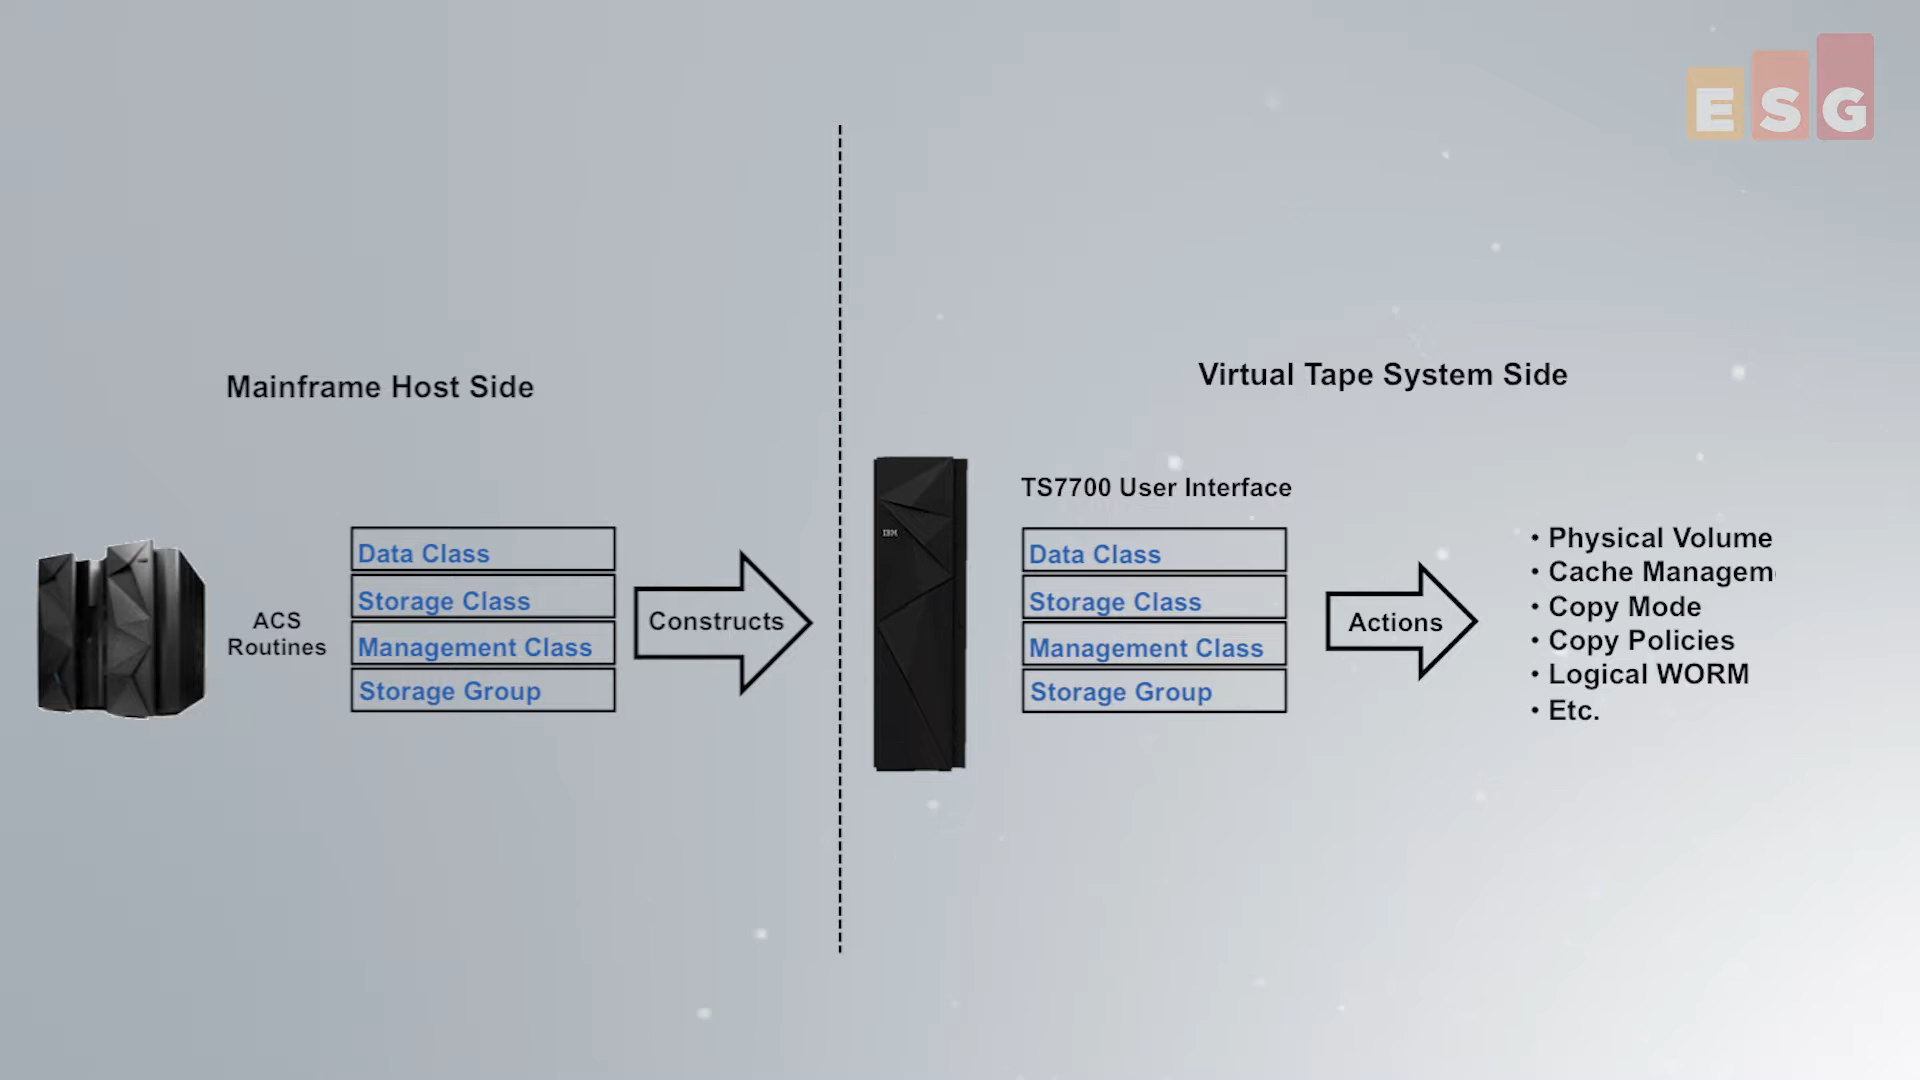 ESG
Mainframe Host Side
ACS
Routines
Data Class
Storage Class
Management Class
Storage Group
Constructs
Virtual Tape System Side
IBM
TS7700 User Interface
Data Class
Storage Class
Management Class
Storage Group
Actions
• Physical Volume
• Cache Managem
• Copy Mode
• Copy Policies
• Logical WORM
• Etc.